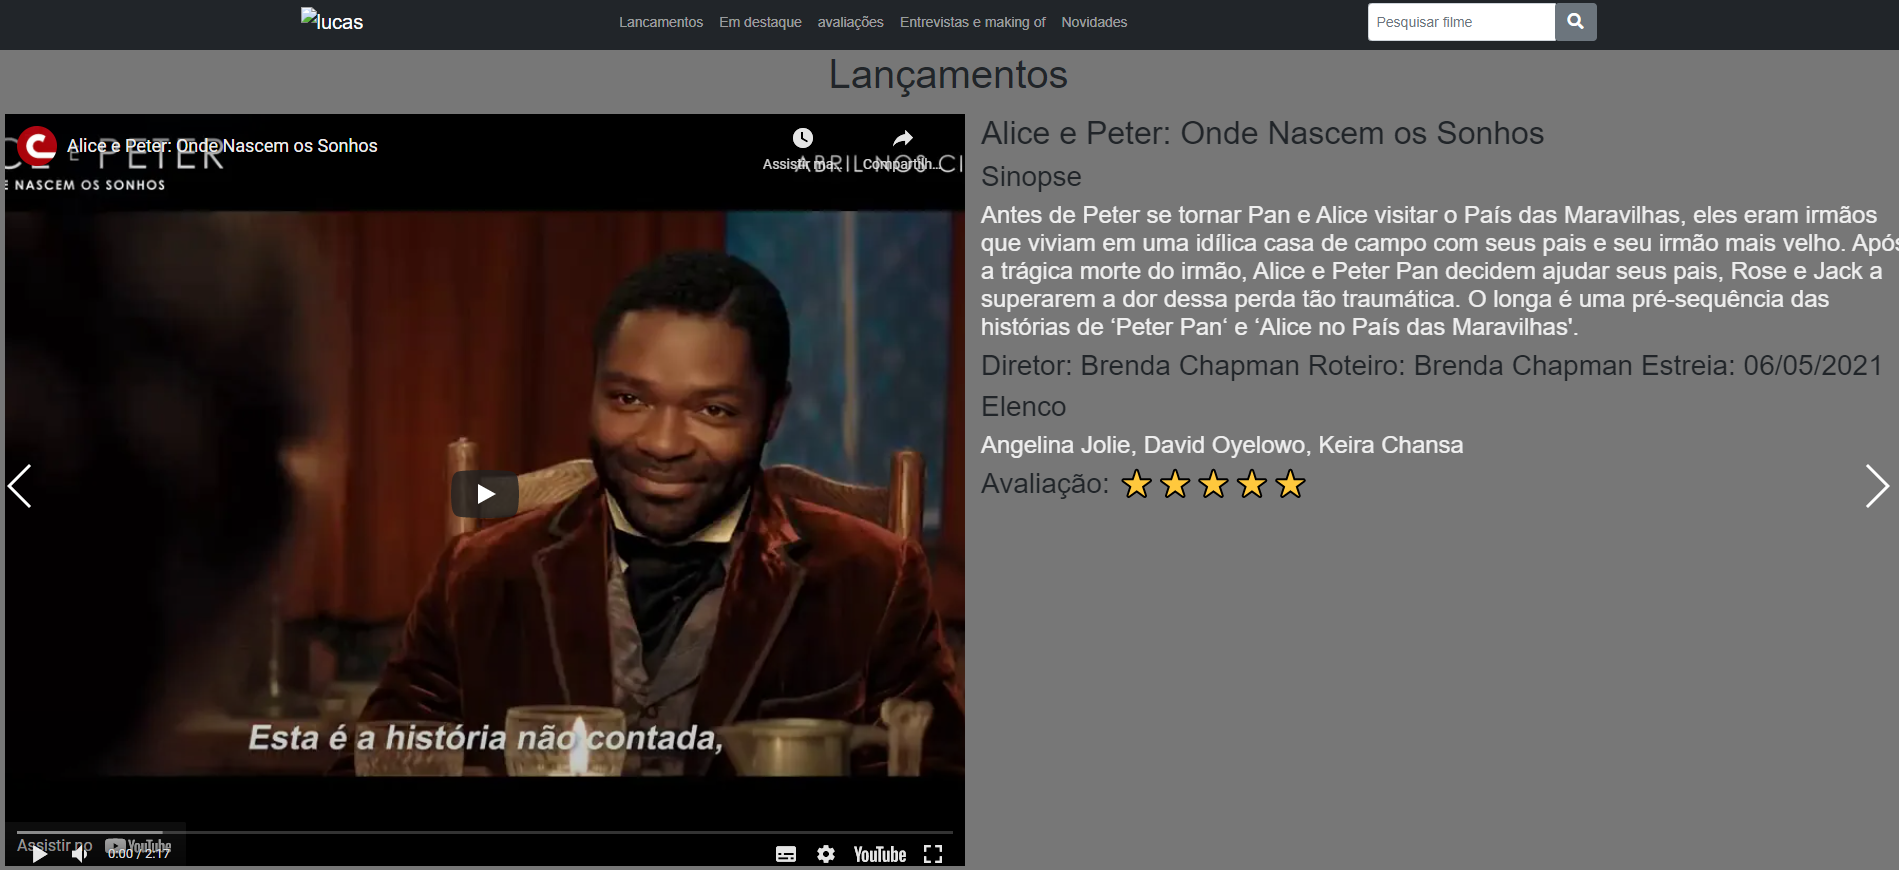 lucas
Lancamentos Em destaque avaliações Entrevistas e making of Novidades
Pesquisar filme
Lançamentos
Alice e Peter: Onde Nascem os Sonhos
E PETER
E NASCEM OS SONHOS
Assistir ma...
Compartilh...
ABRIL NOS CI
Esta é a história não contada,
Assistir no YouTube
0:00 / 2:17
YouTube
Alice e Peter: Onde Nascem os Sonhos
Sinopse
Antes de Peter se tornar Pan e Alice visitar o País das Maravilhas, eles eram irmãos
que viviam em uma idílica casa de campo com seus pais e seu irmão mais velho. Após
a trágica morte do irmão, Alice e Peter Pan decidem ajudar seus pais, Rose e Jack a
superarem a dor dessa perda tão traumática. O longa é uma pré-sequência das
histórias de ‘Peter Pan‘ e ‘Alice no País das Maravilhas'.
Diretor: Brenda Chapman Roteiro: Brenda Chapman Estreia: 06/05/2021
Elenco
Angelina Jolie, David Oyelowo, Keira Chansa
Avaliação: